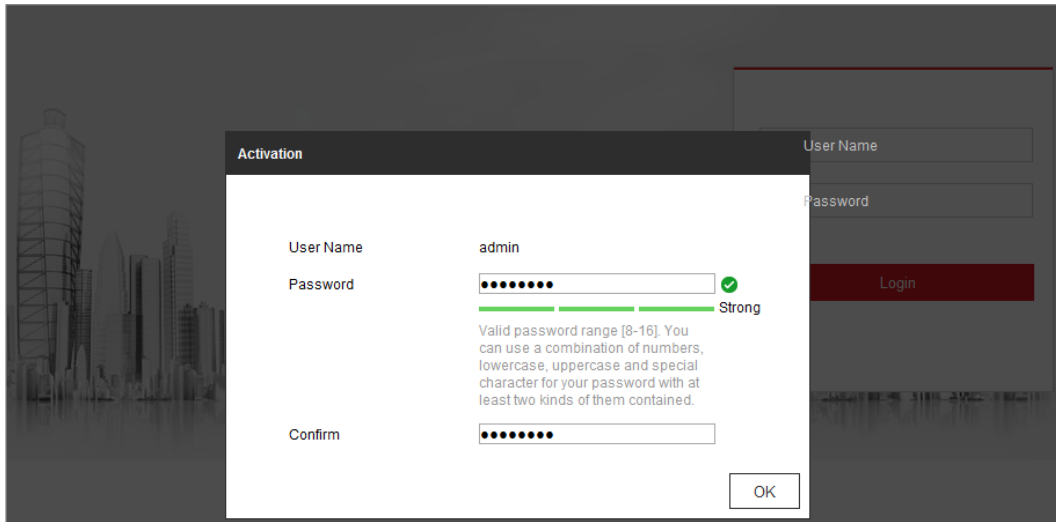 Activation
User Name
Password
Login
User Name admin
Password ●●●●●●●●
Strong
Valid password range [8-16]. You
can use a combination of numbers,
lowercase, uppercase and special
character for your password with at
least two kinds of them contained.
Confirm ●●●●●●●●
OK